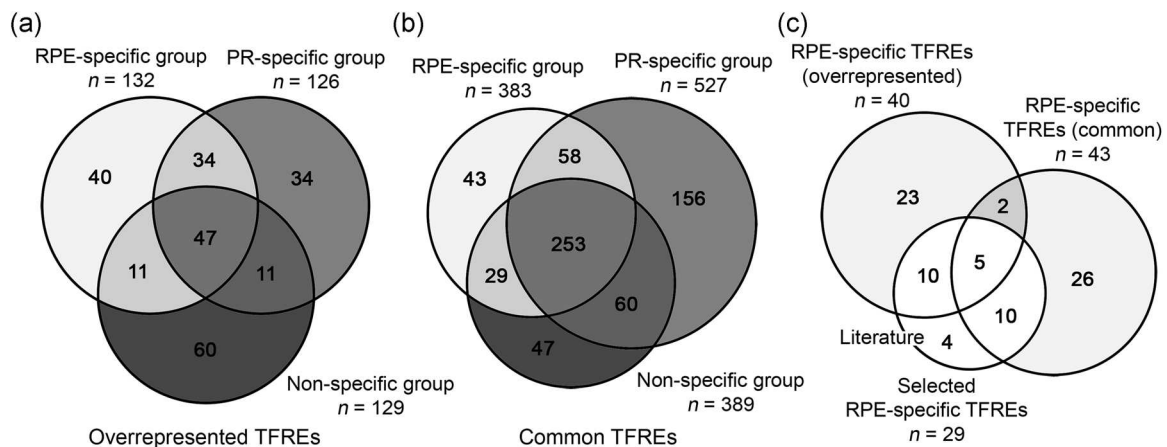 (a)
RPE-specific group
n = 132
PR-specific group
n = 126
40
34
34
47
11
11
60
Non-specific group
n = 129
Overrepresented TFREs
(b)
RPE-specific group
n = 383
PR-specific group
n = 527
43
58
156
253
29
60
47
Non-specific group
n = 389
Common TFREs
(c)
RPE-specific TFREs
(overrepresented)
n = 40
RPE-specific
TFREs (common)
n = 43
23
2
10
5
26
10
4
Literature
Selected
RPE-specific TFREs
n = 29